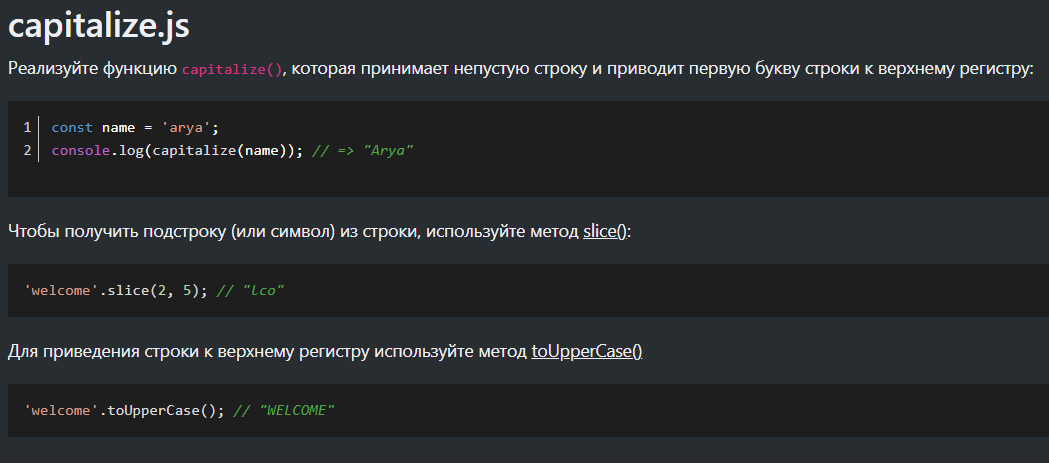 capitalize.js
Реализуйте функцию capitalize(), которая принимает непустую строку и приводит первую букву строки к верхнему регистру:
1 const name = 'arya';
2 console.log(capitalize(name)); // => "Arya"
Чтобы получить подстроку (или символ) из строки, используйте метод slice():
'welcome'.slice(2, 5); // "lco"
Для приведения строки к верхнему регистру используйте метод toUpperCase()
'welcome'.toUpperCase(); // "WELCOME"